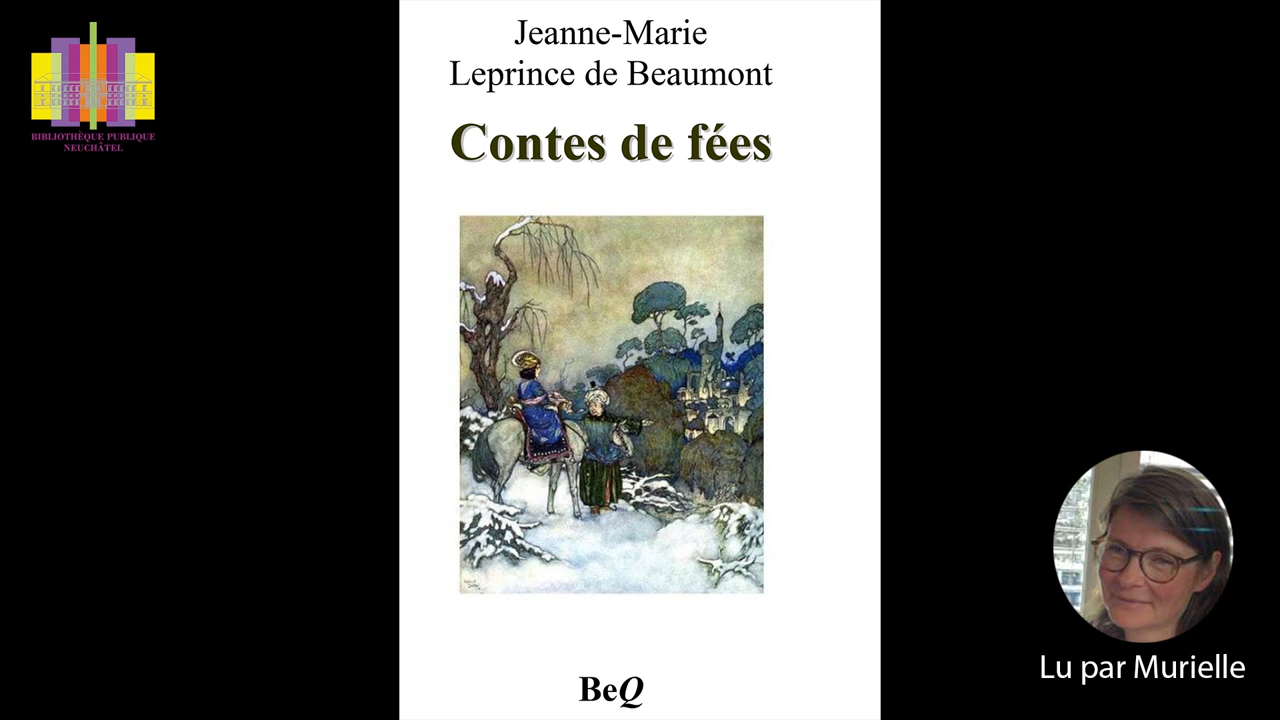 BIBLIOTHÈQUE PUBLIQUE
NEUCHÂTEL
Jeanne-Marie
Leprince de Beaumont
Contes de fées
BeQ
Lu par Murielle